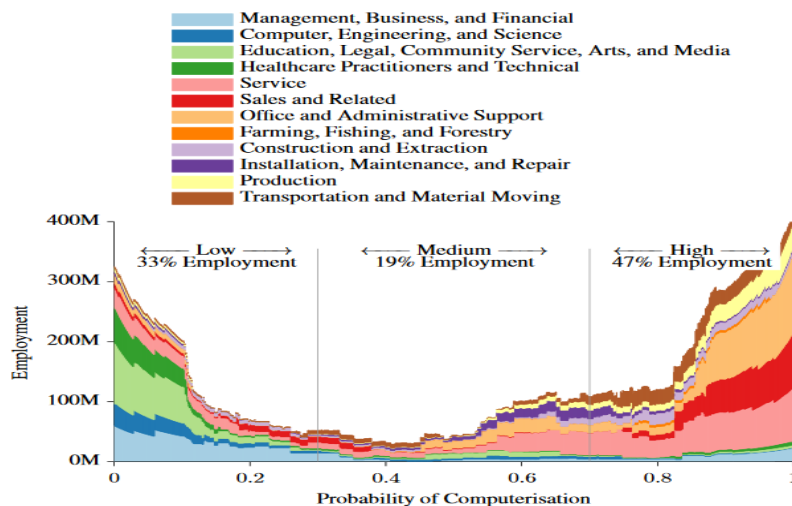 Management, Business, and Financial
Computer, Engineering, and Science
Education, Legal, Community Service, Arts, and Media
Healthcare Practitioners and Technical
Service
Sales and Related
Office and Administrative Support
Farming, Fishing, and Forestry
Construction and Extraction
Installation, Maintenance, and Repair
Production
Transportation and Material Moving
400M
← Low →
← Medium →
← High →
33% Employment
19% Employment
47% Employment
300M
200M
100M
0M
Employment
0
0.2
0.4
0.6
0.8
1
Probability of Computerisation